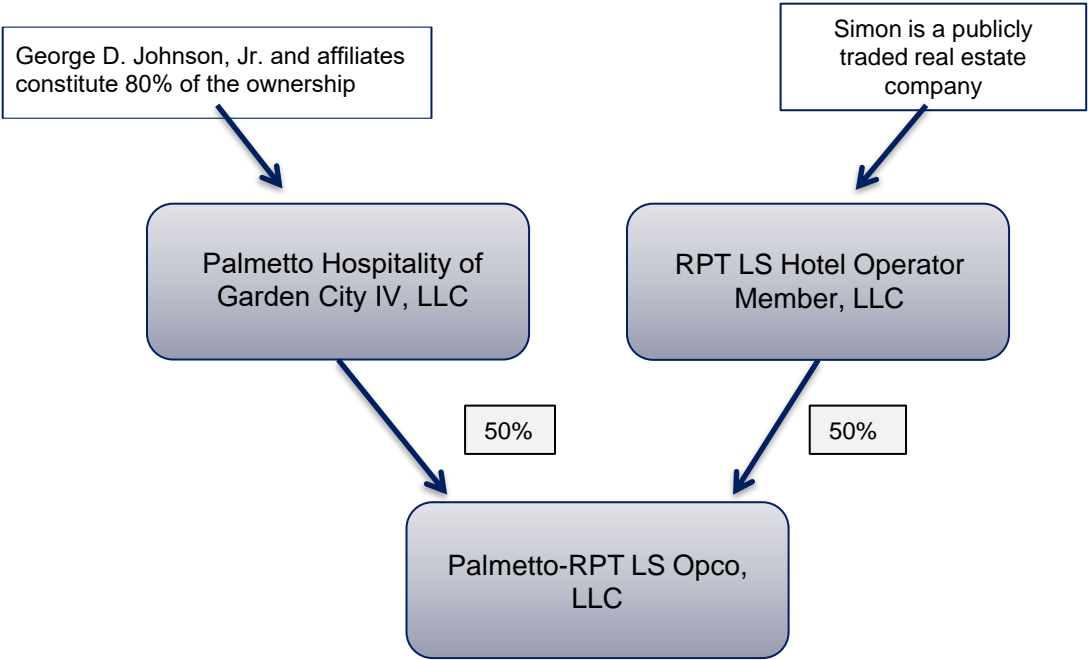 George D. Johnson, Jr. and affiliates
constitute 80% of the ownership
Simon is a publicly
traded real estate
company
Palmetto Hospitality of
Garden City IV, LLC
RPT LS Hotel Operator
Member, LLC
50%
50%
Palmetto-RPT LS Opco,
LLC